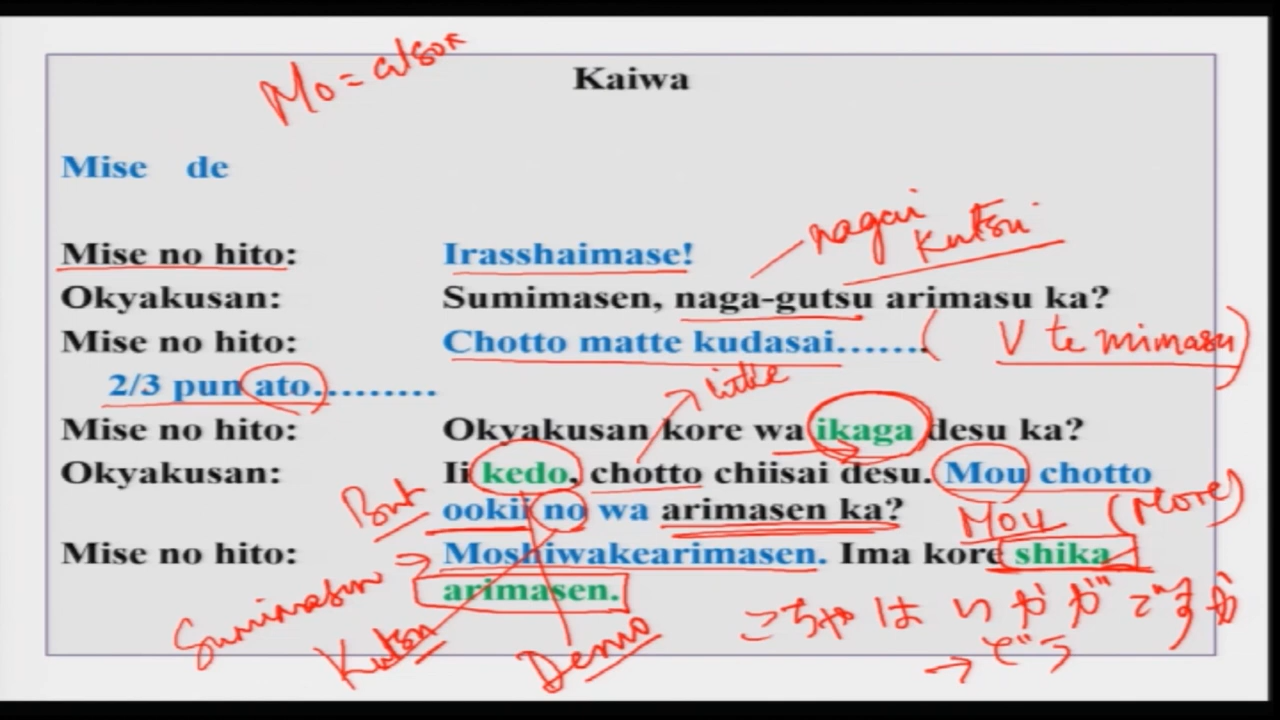 Mo = also
Kaiwa
Mise de
nagai
kutsu
Mise no hito: Irasshaimase!
Okyakusan: Sumimasen, naga-gutsu arimasu ka?
Mise no hito: Chotto matte kudasai....... ( V te mimasu )
2/3 pun ato.........
little
Mise no hito: Okyakusan kore wa ikaga desu ka?
Okyakusan: Ii kedo, chotto chiisai desu. Mou chotto
But ookii no wa arimasen ka? Mou (More)
Mise no hito: Moshiwakearimasen. Ima kore shika
arimasen.
Sumimasen Kutsu Demo こちゃ は いかが ですか
→ どう